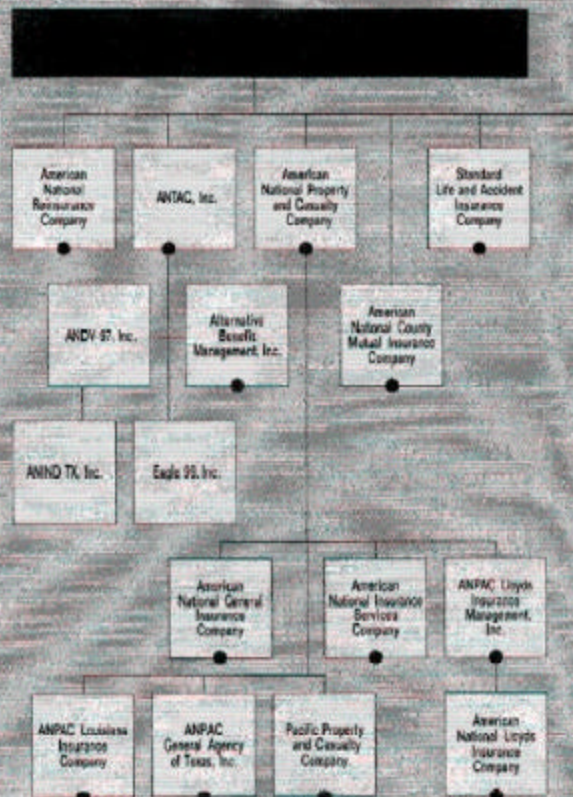 American
National
Reinsurance
Company
ANTAC, Inc.
American
National Property
and Casualty
Company
Standard
Life and Accident
Insurance
Company
ANDV 97, Inc.
Alternative
Benefit
Management, Inc.
American
National County
Mutual Insurance
Company
ANIND TX, Inc.
Eagle 99, Inc.
American
National General
Insurance
Company
American
National Insurance
Services
Company
ANPAC Lloyds
Insurance
Management,
Inc.
ANPAC Louisiana
Insurance
Company
ANPAC
General Agency
of Texas, Inc.
Pacific Property
and Casualty
Company
American
National Lloyds
Insurance
Company